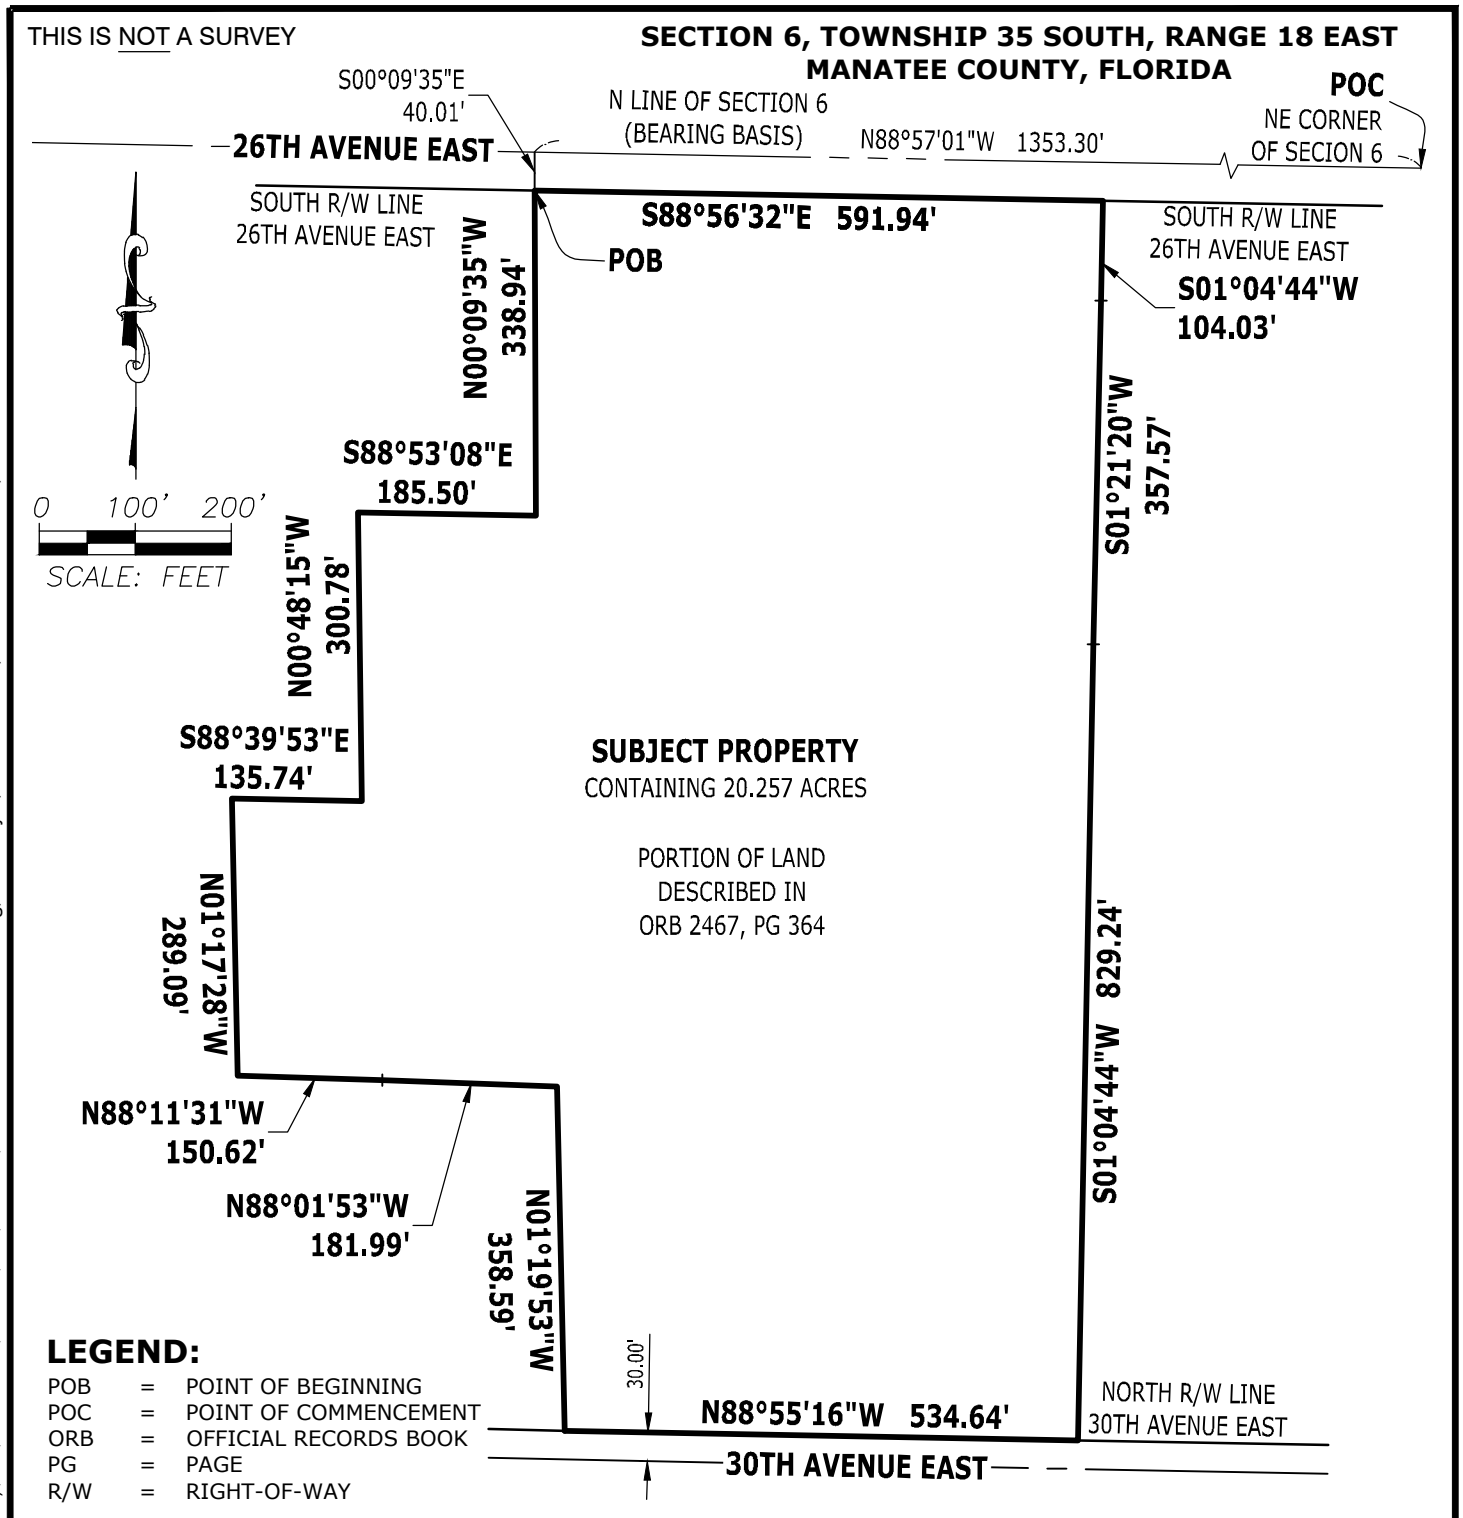 THIS IS NOT A SURVEY
SECTION 6, TOWNSHIP 35 SOUTH, RANGE 18 EAST
MANATEE COUNTY, FLORIDA
S00°09'35"E
40.01'
N LINE OF SECTION 6
(BEARING BASIS)
N88°57'01"W 1353.30'
POC
NE CORNER
OF SECION 6
26TH AVENUE EAST
SOUTH R/W LINE
26TH AVENUE EAST
S88°56'32"E 591.94'
POB
SOUTH R/W LINE
26TH AVENUE EAST
S01°04'44"W
104.03'
N00°09'35"W
338.94'
S88°53'08"E
185.50'
S01°21'20"W
357.57'
0 100' 200'
SCALE: FEET
N00°48'15"W
300.78'
S88°39'53"E
135.74'
SUBJECT PROPERTY
CONTAINING 20.257 ACRES
PORTION OF LAND
DESCRIBED IN
ORB 2467, PG 364
N01°17'28"W
289.09'
S01°04'44"W 829.24'
N88°11'31"W
150.62'
N88°01'53"W
181.99'
N01°19'53"W
358.59'
30.00'
N88°55'16"W 534.64'
NORTH R/W LINE
30TH AVENUE EAST
30TH AVENUE EAST
LEGEND:
POB = POINT OF BEGINNING
POC = POINT OF COMMENCEMENT
ORB = OFFICIAL RECORDS BOOK
PG = PAGE
R/W = RIGHT-OF-WAY